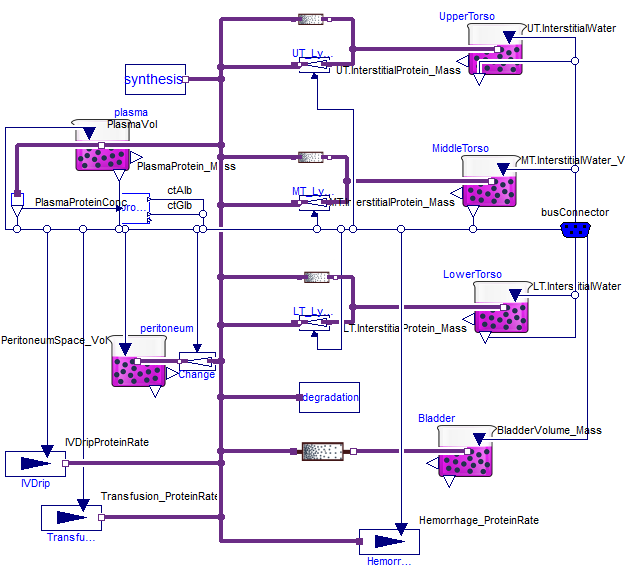 UpperTorso
UT.InterstitialWater
UT_Ly...
UT.InterstitialProtein_Mass
synthesis
plasma
PlasmaVol
PlasmaProtein_Mass
MiddleTorso
MT.InterstitialWater_V
MT_Ly...
MT.InterstitialProtein_Mass
ctAlb
PlasmaProteinConc
ctGlb
busConnector
LowerTorso
LT.InterstitialWater
LT_Ly...
LT.InterstitialProtein_Mass
peritoneum
PeritoneumSpace_Vol
Change
degradation
Bladder
BladderVolume_Mass
IVDripProteinRate
IVDrip
Transfusion_ProteinRate
Transfu...
Hemorrhage_ProteinRate
Hemorr...